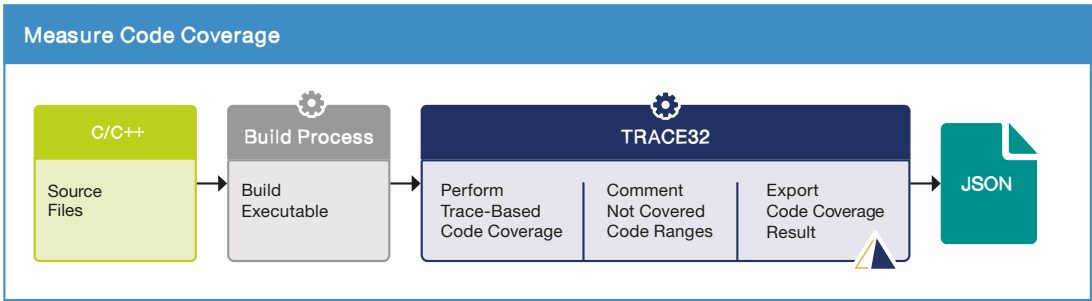 Measure Code Coverage
C/C++
Source
Files
Build Process
Build
Executable
TRACE32
Perform
Trace-Based
Code Coverage
Comment
Not Covered
Code Ranges
Export
Code Coverage
Result
JSON